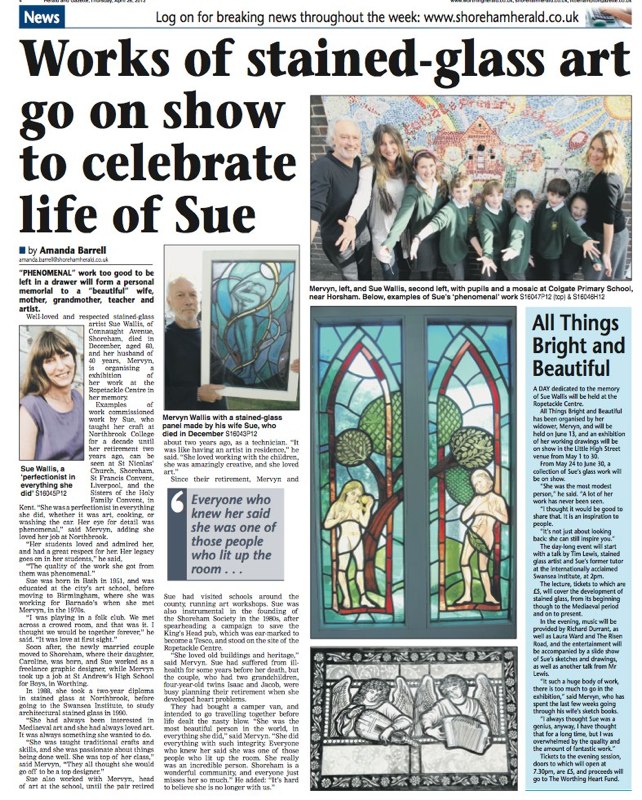 Herald and Gazette, Thursday, April 26, 2012
www.worthingherald.co.uk, shorehamherald.co.uk,
News
Log on for breaking news throughout the week: www.shorehamherald.co.uk
Works of stained-glass art
go on show
to celebrate
life of Sue
by Amanda Barrell
amanda.barrell@shorehamherald.co.uk
"PHENOMENAL" work too good to be
left in a drawer will form a personal
memorial to a "beautiful" wife,
mother, grandmother, teacher and
artist.
Well-loved and respected stained-glass
artist Sue Wallis, of
Connaught Avenue,
Shoreham, died in
December, aged 60,
and her husband of
40 years, Mervyn,
is organising a
exhibition of
her work at the
Ropetackle Centre in
her memory.
Examples of
work commissioned
work by Sue, who
taught her craft at
Northbrook College
for a decade until
her retirement two
years ago, can be
seen at St Nicolas'
Church, Shoreham,
St Francis Convent,
Liverpool, and the
Sisters of the Holy
Family Convent, in
Kent. "She was a perfectionist in everything
she did, whether it was art, cooking, or
washing the car. Her eye for detail was
phenomenal," said Mervyn, adding she
loved her job at Northbrook.
"Her students loved and admired her,
and had a great respect for her. Her legacy
goes on in her students," he said,
"The quality of the work she got from
them was phenomenal."
Sue was born in Bath in 1951, and was
educated at the city's art school, before
moving to Birmingham, where she was
working for Barnado's when she met
Mervyn, in the 1970s.
"I was playing in a folk club. We met
across a crowed room, and that was it. I
thought we would be together forever," he
said. "It was love at first sight."
Soon after, the newly married couple
moved to Shoreham, where their daughter,
Caroline, was born, and Sue worked as a
freelance graphic designer, while Mervyn
took up a job at St Andrew's High School
for Boys, in Worthing.
In 1988, she took a two-year diploma
in stained glass at Northbrook, before
going to the Swansea Institute, to study
architectural stained glass in 1990.
"She had always been interested in
Mediaeval art and she had always loved art.
It was always something she wanted to do.
"She was taught traditional crafts and
skills, and she was passionate about things
being done well. She was top of her class,"
said Mervyn, "They all thought she would
go off to be a top designer."
Sue also worked with Mervyn, head
of art at the school, until the pair retired
Sue Wallis, a
'perfectionist in
everything she
did' S16045P12
Mervyn Wallis with a stained-glass
panel made by his wife Sue, who
died in December S16043P12
about two years ago, as a technician. "It
was like having an artist in residence," he
said. "She loved working with the children,
she was amazingly creative, and she loved
art."
Since their retirement, Mervyn and
Everyone who
knew her said
she was one of
those people
who lit up the
room . . .
Sue had visited schools around the
county, running art workshops. Sue was
also instrumental in the founding of
the Shoreham Society in the 1980s, after
spearheading a campaign to save the
King's Head pub, which was ear-marked to
become a Tesco, and stood on the site of the
Ropetackle Centre.
"She loved old buildings and heritage,"
said Mervyn. Sue had suffered from ill-
health for some years before her death, but
the couple, who had two grandchildren,
four-year-old twins Isaac and Jacob, were
busy planning their retirement when she
developed heart problems.
They had bought a camper van, and
intended to go travelling together before
life dealt the nasty blow. "She was the
most beautiful person in the world, in
everything she did," said Mervyn. "She did
everything with such integrity. Everyone
who knew her said she was one of those
people who lit up the room. She really
was an incredible person. Shoreham is a
wonderful community, and everyone just
misses her so much." He added: "It's hard
to believe she is no longer with us."
Mervyn, left, and Sue Wallis, second left, with pupils and a mosaic at Colgate Primary School,
near Horsham. Below, examples of Sue's 'phenomenal' work S16047P12 (top) & S16046H12
All Things
Bright and
Beautiful
A DAY dedicated to the memory
of Sue Wallis will be held at the
Ropetackle Centre.
All Things Bright and Beautiful
has been organised by her
widower, Mervyn, and will be
held on June 13, and an exhibition
of her working drawings will be
on show in the Little High Street
venue from May 1 to 30.
From May 24 to June 30, a
collection of Sue's glass work will
be on show.
"She was the most modest
person," he said. "A lot of her
work has never been seen.
"I thought it would be good to
share that. It is an inspiration to
people.
"It's not just about looking
back: she can still inspire you."
The day-long event will start
with a talk by Tim Lewis, stained
glass artist and Sue's former tutor
at the internationally acclaimed
Swansea Institute, at 2pm.
The lecture, tickets to which are
£5, will cover the development of
stained glass, from its beginning
though to the Mediaeval period
and on to present.
In the evening, music will be
provided by Richard Durrant, as
well as Laura Ward and The Risen
Road, and the entertainment will
be accompanied by a slide show
of Sue's sketches and drawings,
as well as another talk from Mr
Lewis.
"It such a huge body of work,
there is too much to go in the
exhibition," said Mervyn, who has
spent the last few weeks going
through his wife's sketch books.
"I always thought Sue was a
genius, anyway, I have thought
that for a long time, but I was
overwhelmed by the quality and
the amount of fantastic work."
Tickets to the evening session,
doors to which will open at
7.30pm, are £5, and proceeds will
go to The Worthing Heart Fund.